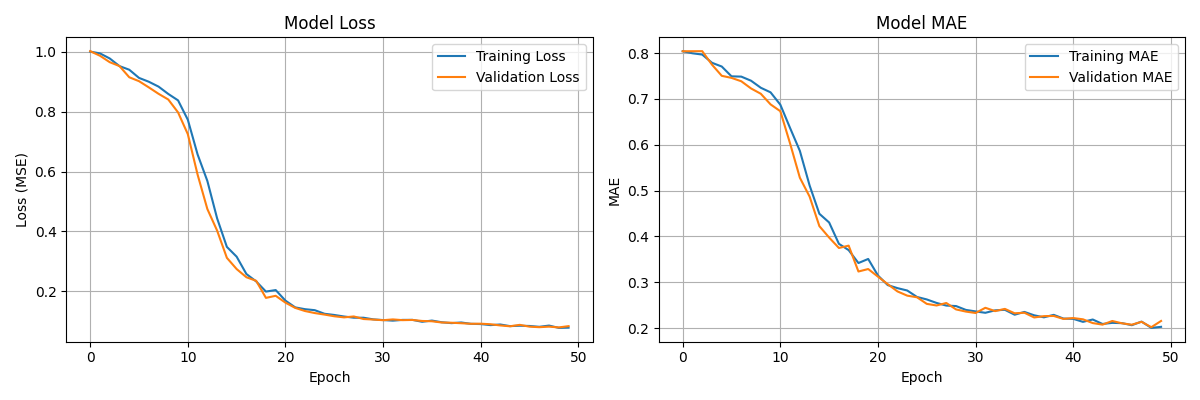 Model Loss
Loss (MSE)
1.0
0.8
0.6
0.4
0.2
Training Loss
Validation Loss
0 10 20 30 40 50
Epoch
Model MAE
MAE
0.8
0.7
0.6
0.5
0.4
0.3
0.2
Training MAE
Validation MAE
0 10 20 30 40 50
Epoch